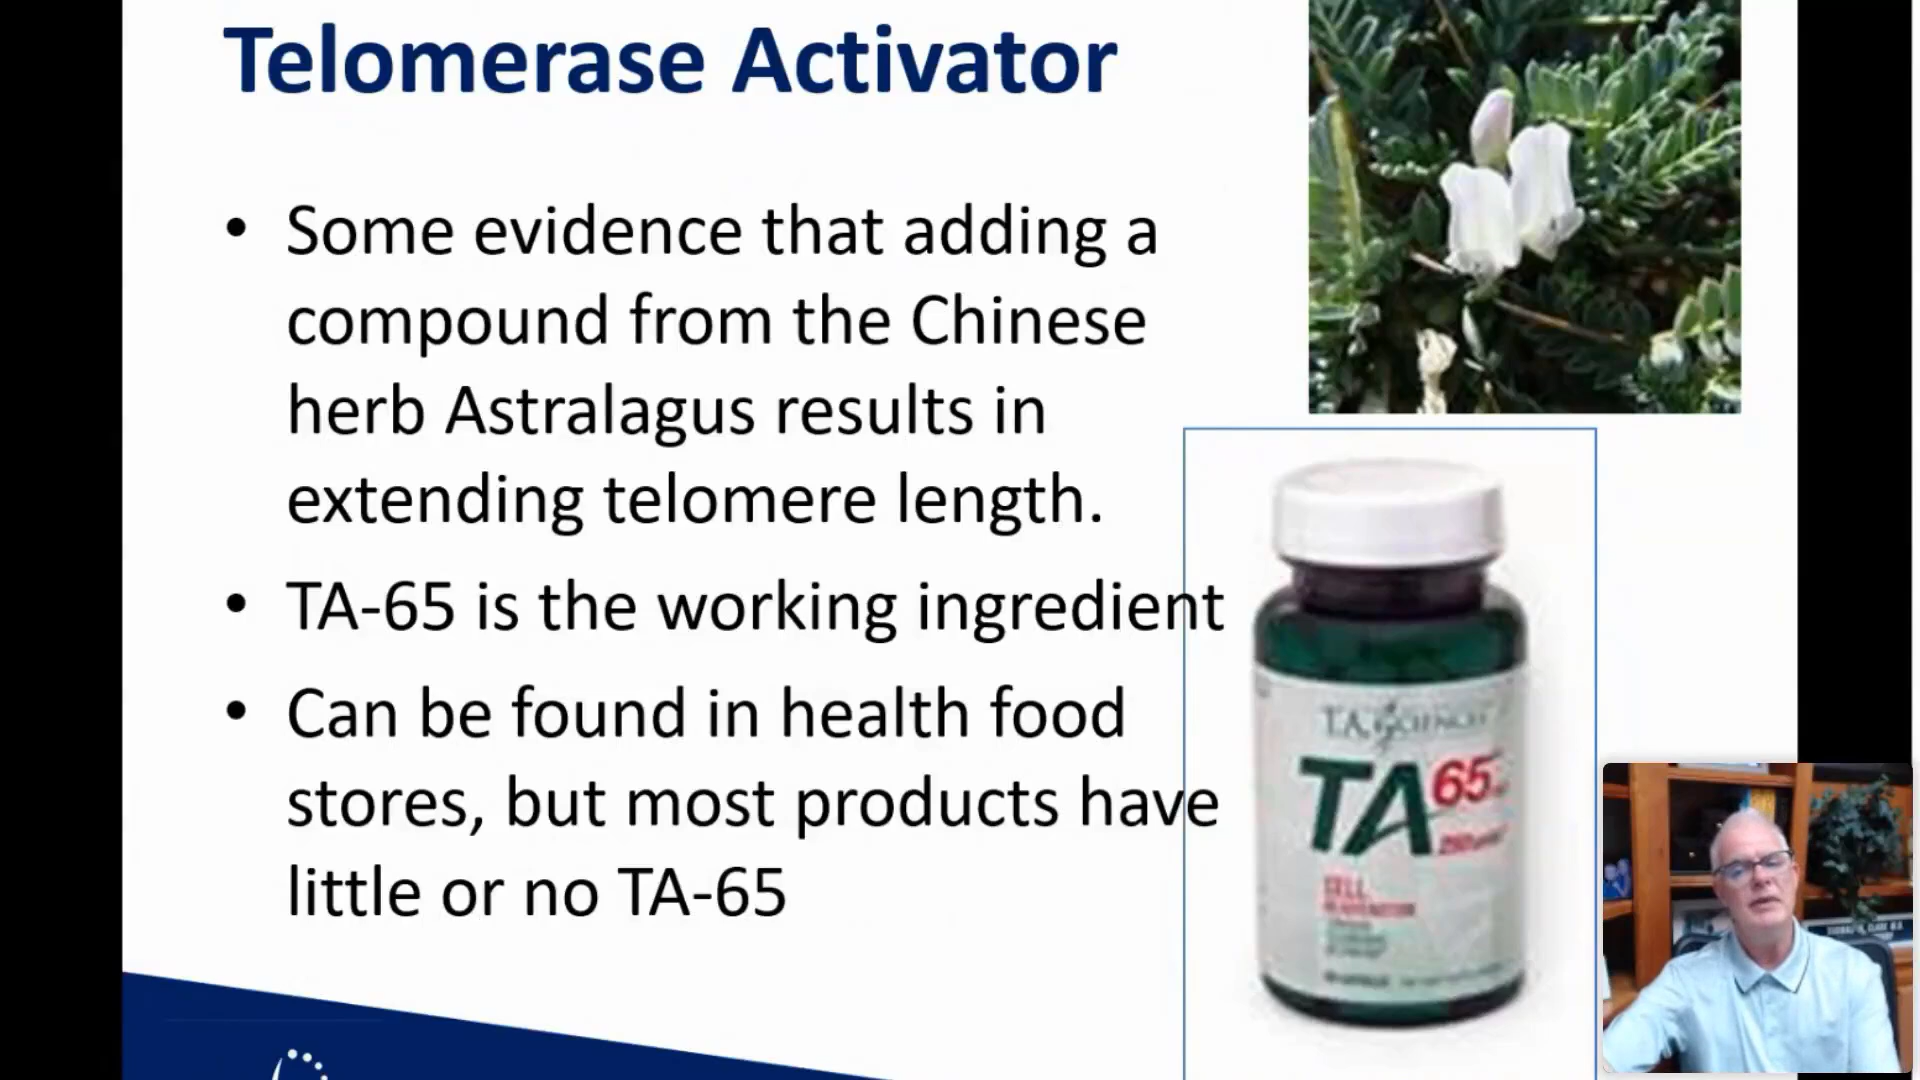 Telomerase Activator
• Some evidence that adding a
compound from the Chinese
herb Astralagus results in
extending telomere length.
• TA-65 is the working ingredient
• Can be found in health food
stores, but most products have
little or no TA-65
T.A. SCIENCES
TA 65
CELL